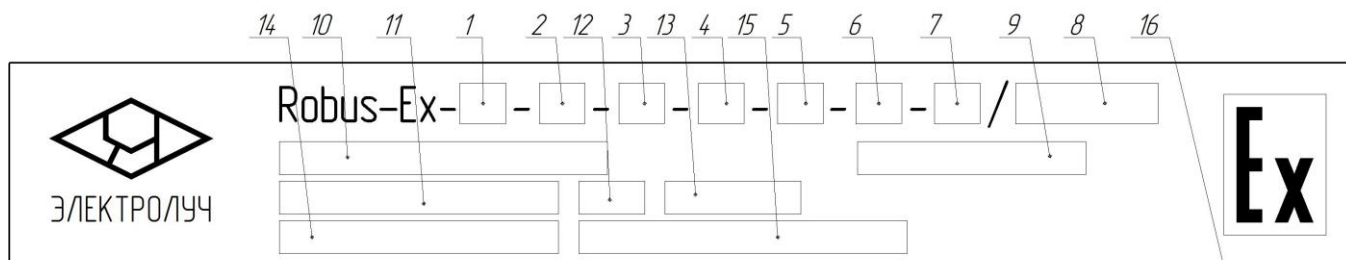 14 10 11 1 2 12 3 13 4 15 5 6 7 9 8 16
Robus-Ex- - - - - - - /
ЭЛЕКТРОЛУЧ
Ex